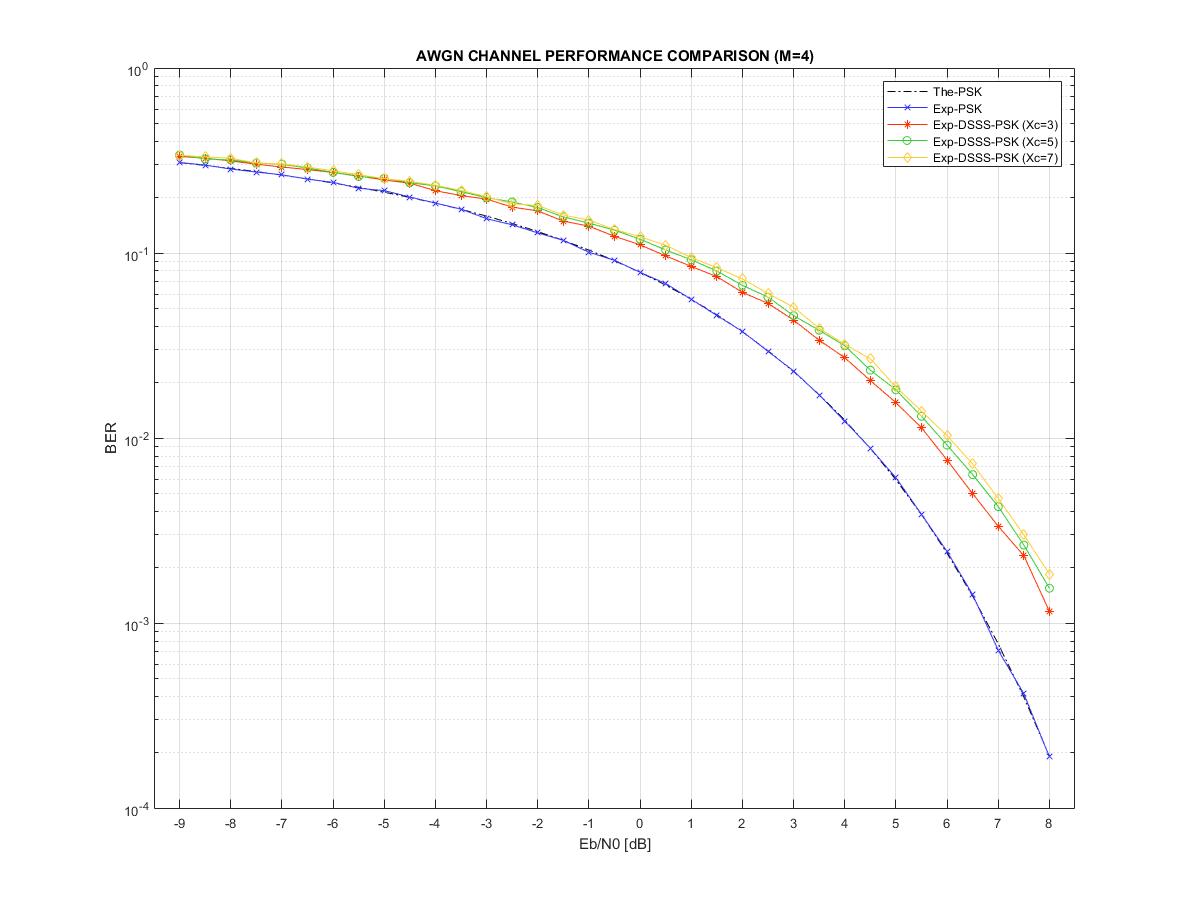 AWGN CHANNEL PERFORMANCE COMPARISON (M=4)
The-PSK
Exp-PSK
Exp-DSSS-PSK (Xc=3)
Exp-DSSS-PSK (Xc=5)
Exp-DSSS-PSK (Xc=7)
10^0
10^-1
10^-2
10^-3
10^-4
BER
-9 -8 -7 -6 -5 -4 -3 -2 -1 0 1 2 3 4 5 6 7 8
Eb/N0 [dB]